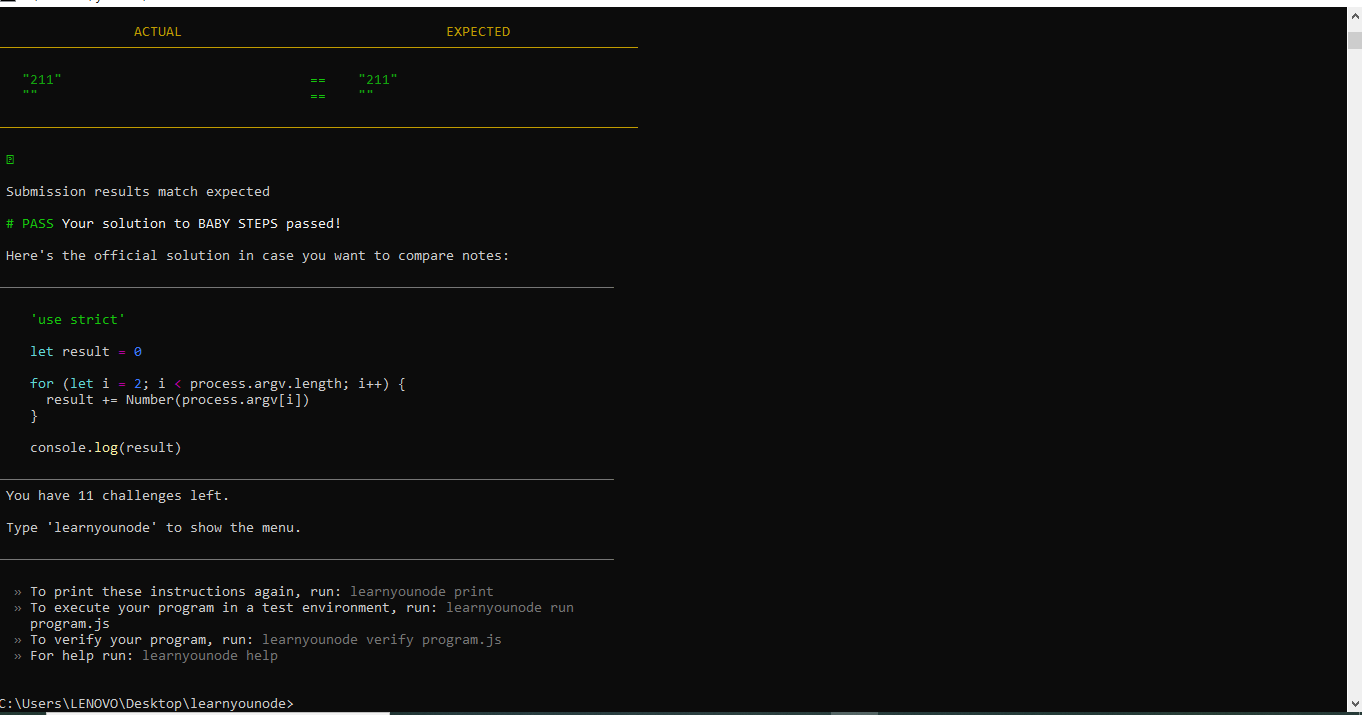 ACTUAL EXPECTED
"211" == "211"
"" == ""
Submission results match expected
# PASS Your solution to BABY STEPS passed!
Here's the official solution in case you want to compare notes:
'use strict'
let result = 0
for (let i = 2; i < process.argv.length; i++) {
result += Number(process.argv[i])
}
console.log(result)
You have 11 challenges left.
Type 'learnyounode' to show the menu.
» To print these instructions again, run: learnyounode print
» To execute your program in a test environment, run: learnyounode run
program.js
» To verify your program, run: learnyounode verify program.js
» For help run: learnyounode help
C:\Users\LENOVO\Desktop\learnyounode>